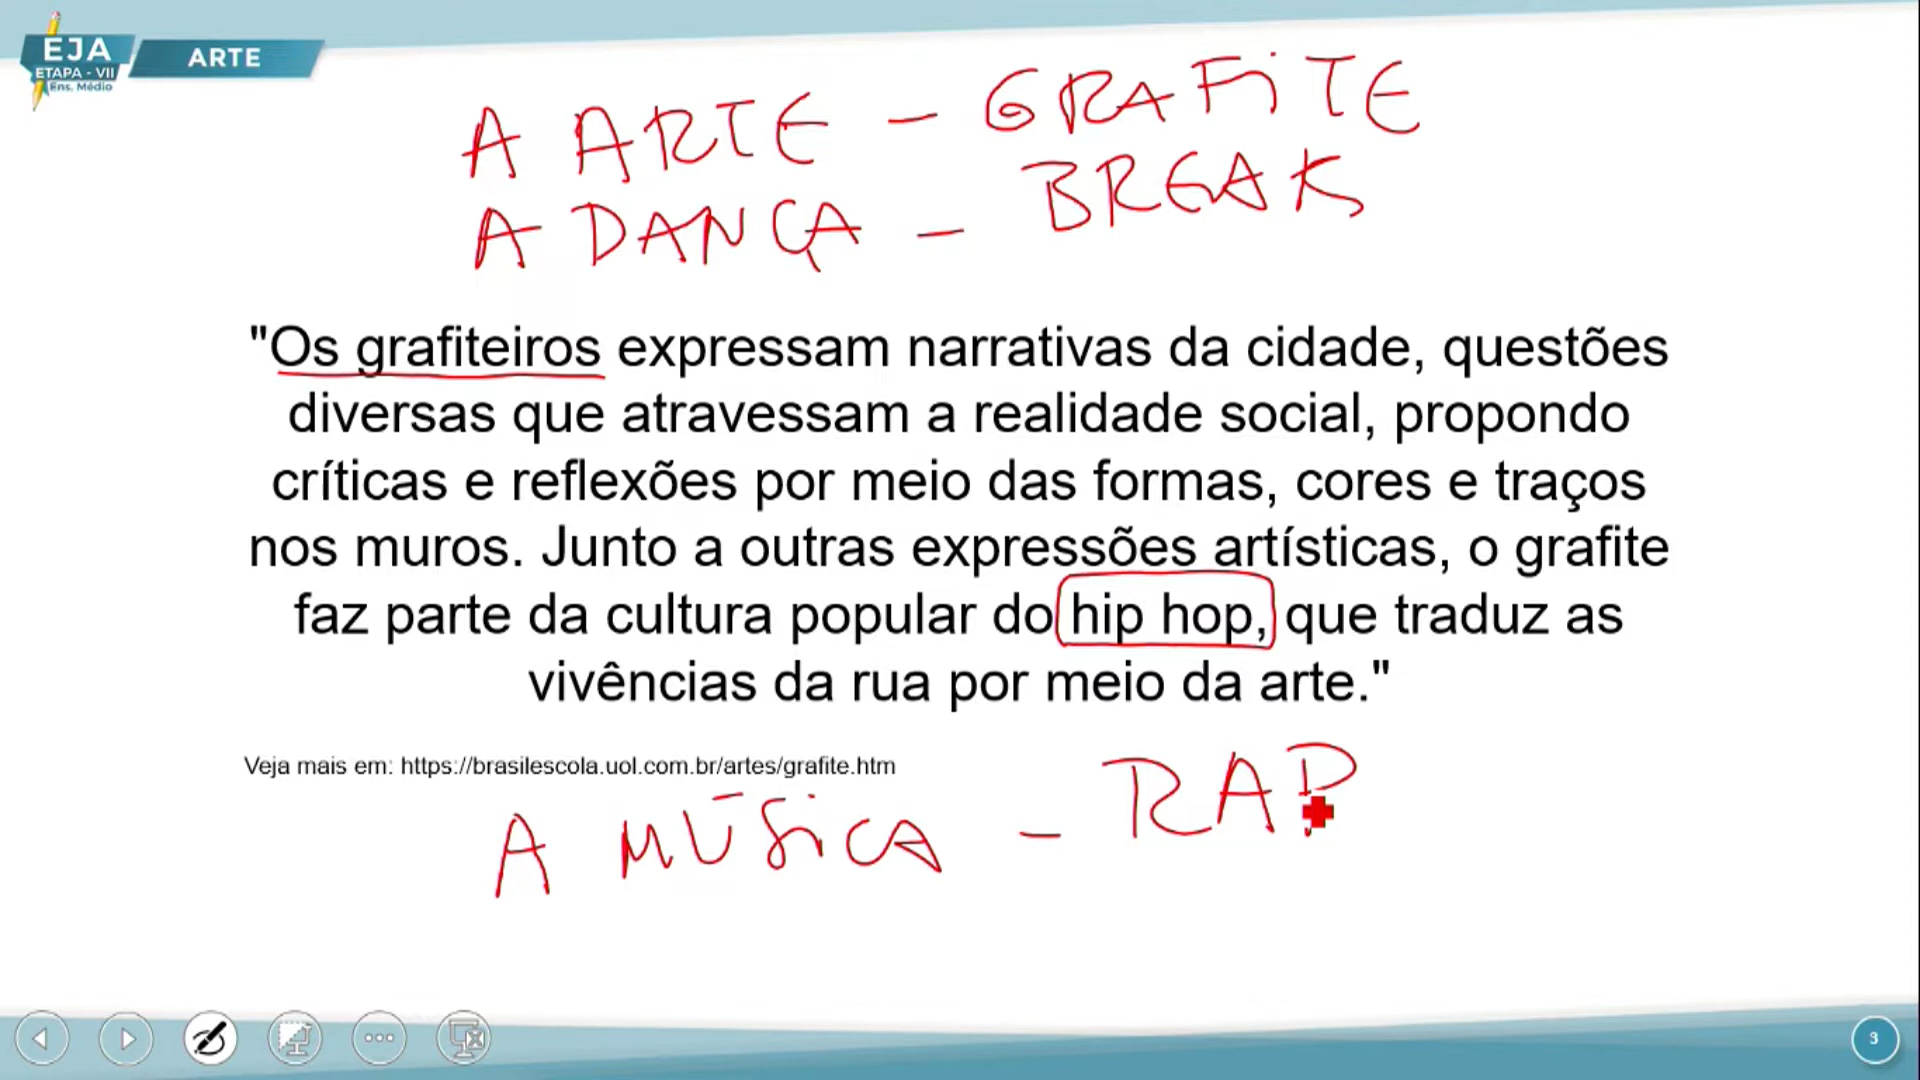 EJA
ETAPA - VII
Ens. Médio
ARTE
A ARTE - GRAFITE
A DANÇA - BREAK
"Os grafiteiros expressam narrativas da cidade, questões
diversas que atravessam a realidade social, propondo
críticas e reflexões por meio das formas, cores e traços
nos muros. Junto a outras expressões artísticas, o grafite
faz parte da cultura popular do hip hop, que traduz as
vivências da rua por meio da arte."
Veja mais em: https://brasilescola.uol.com.br/artes/grafite.htm
A MÚSICA - RAP
3